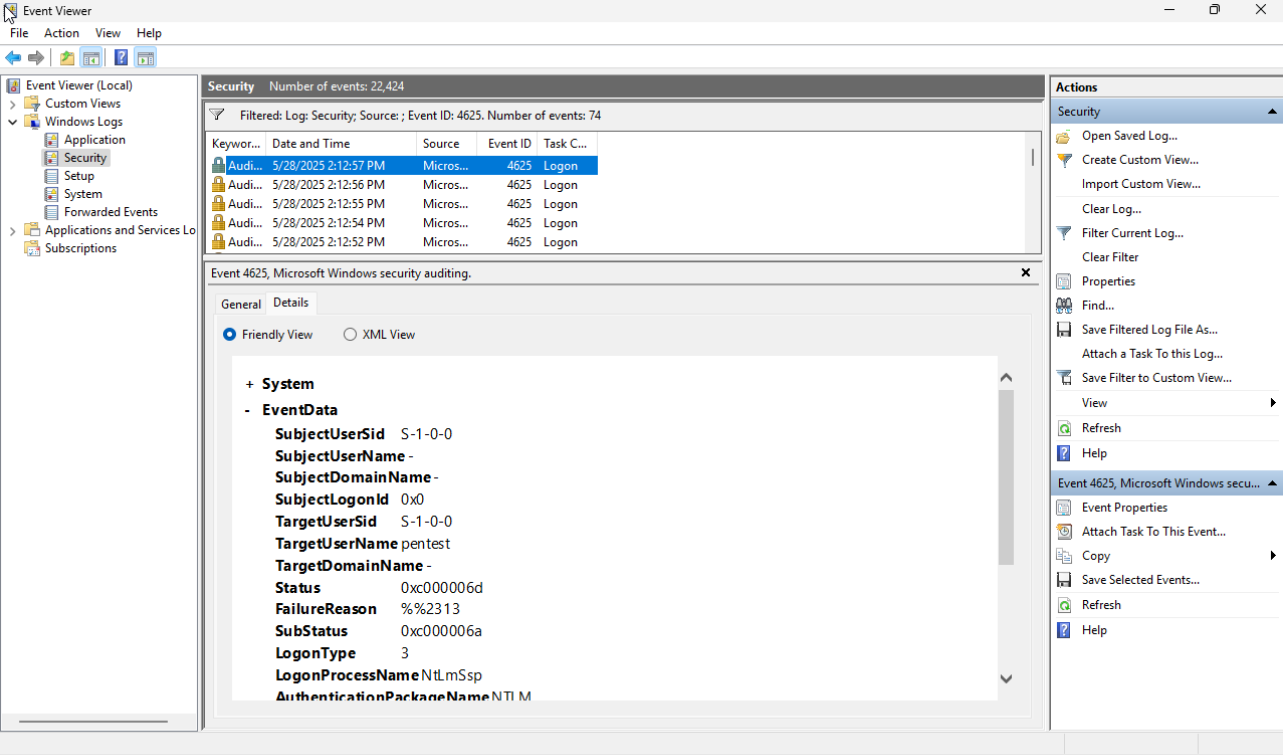 Event Viewer
File Action View Help
Event Viewer (Local)
Custom Views
Windows Logs
Application
Security
Setup
System
Forwarded Events
Applications and Services Lo
Subscriptions
Security Number of events: 22,424
Filtered: Log: Security; Source: ; Event ID: 4625. Number of events: 74
Keywor... Date and Time Source Event ID Task C...
Audi... 5/28/2025 2:12:57 PM Micros... 4625 Logon
Audi... 5/28/2025 2:12:56 PM Micros... 4625 Logon
Audi... 5/28/2025 2:12:55 PM Micros... 4625 Logon
Audi... 5/28/2025 2:12:54 PM Micros... 4625 Logon
Audi... 5/28/2025 2:12:52 PM Micros... 4625 Logon
Event 4625, Microsoft Windows security auditing.
General Details
Friendly View XML View
+ System
- EventData
SubjectUserSid S-1-0-0
SubjectUserName -
SubjectDomainName -
SubjectLogonId 0x0
TargetUserSid S-1-0-0
TargetUserName pentest
TargetDomainName -
Status 0xc000006d
FailureReason %%2313
SubStatus 0xc000006a
LogonType 3
LogonProcessName NtLmSsp
AuthenticationPackageName NTLM
Actions
Security
Open Saved Log...
Create Custom View...
Import Custom View...
Clear Log...
Filter Current Log...
Clear Filter
Properties
Find...
Save Filtered Log File As...
Attach a Task To this Log...
Save Filter to Custom View...
View
Refresh
Help
Event 4625, Microsoft Windows secu...
Event Properties
Attach Task To This Event...
Copy
Save Selected Events...
Refresh
Help